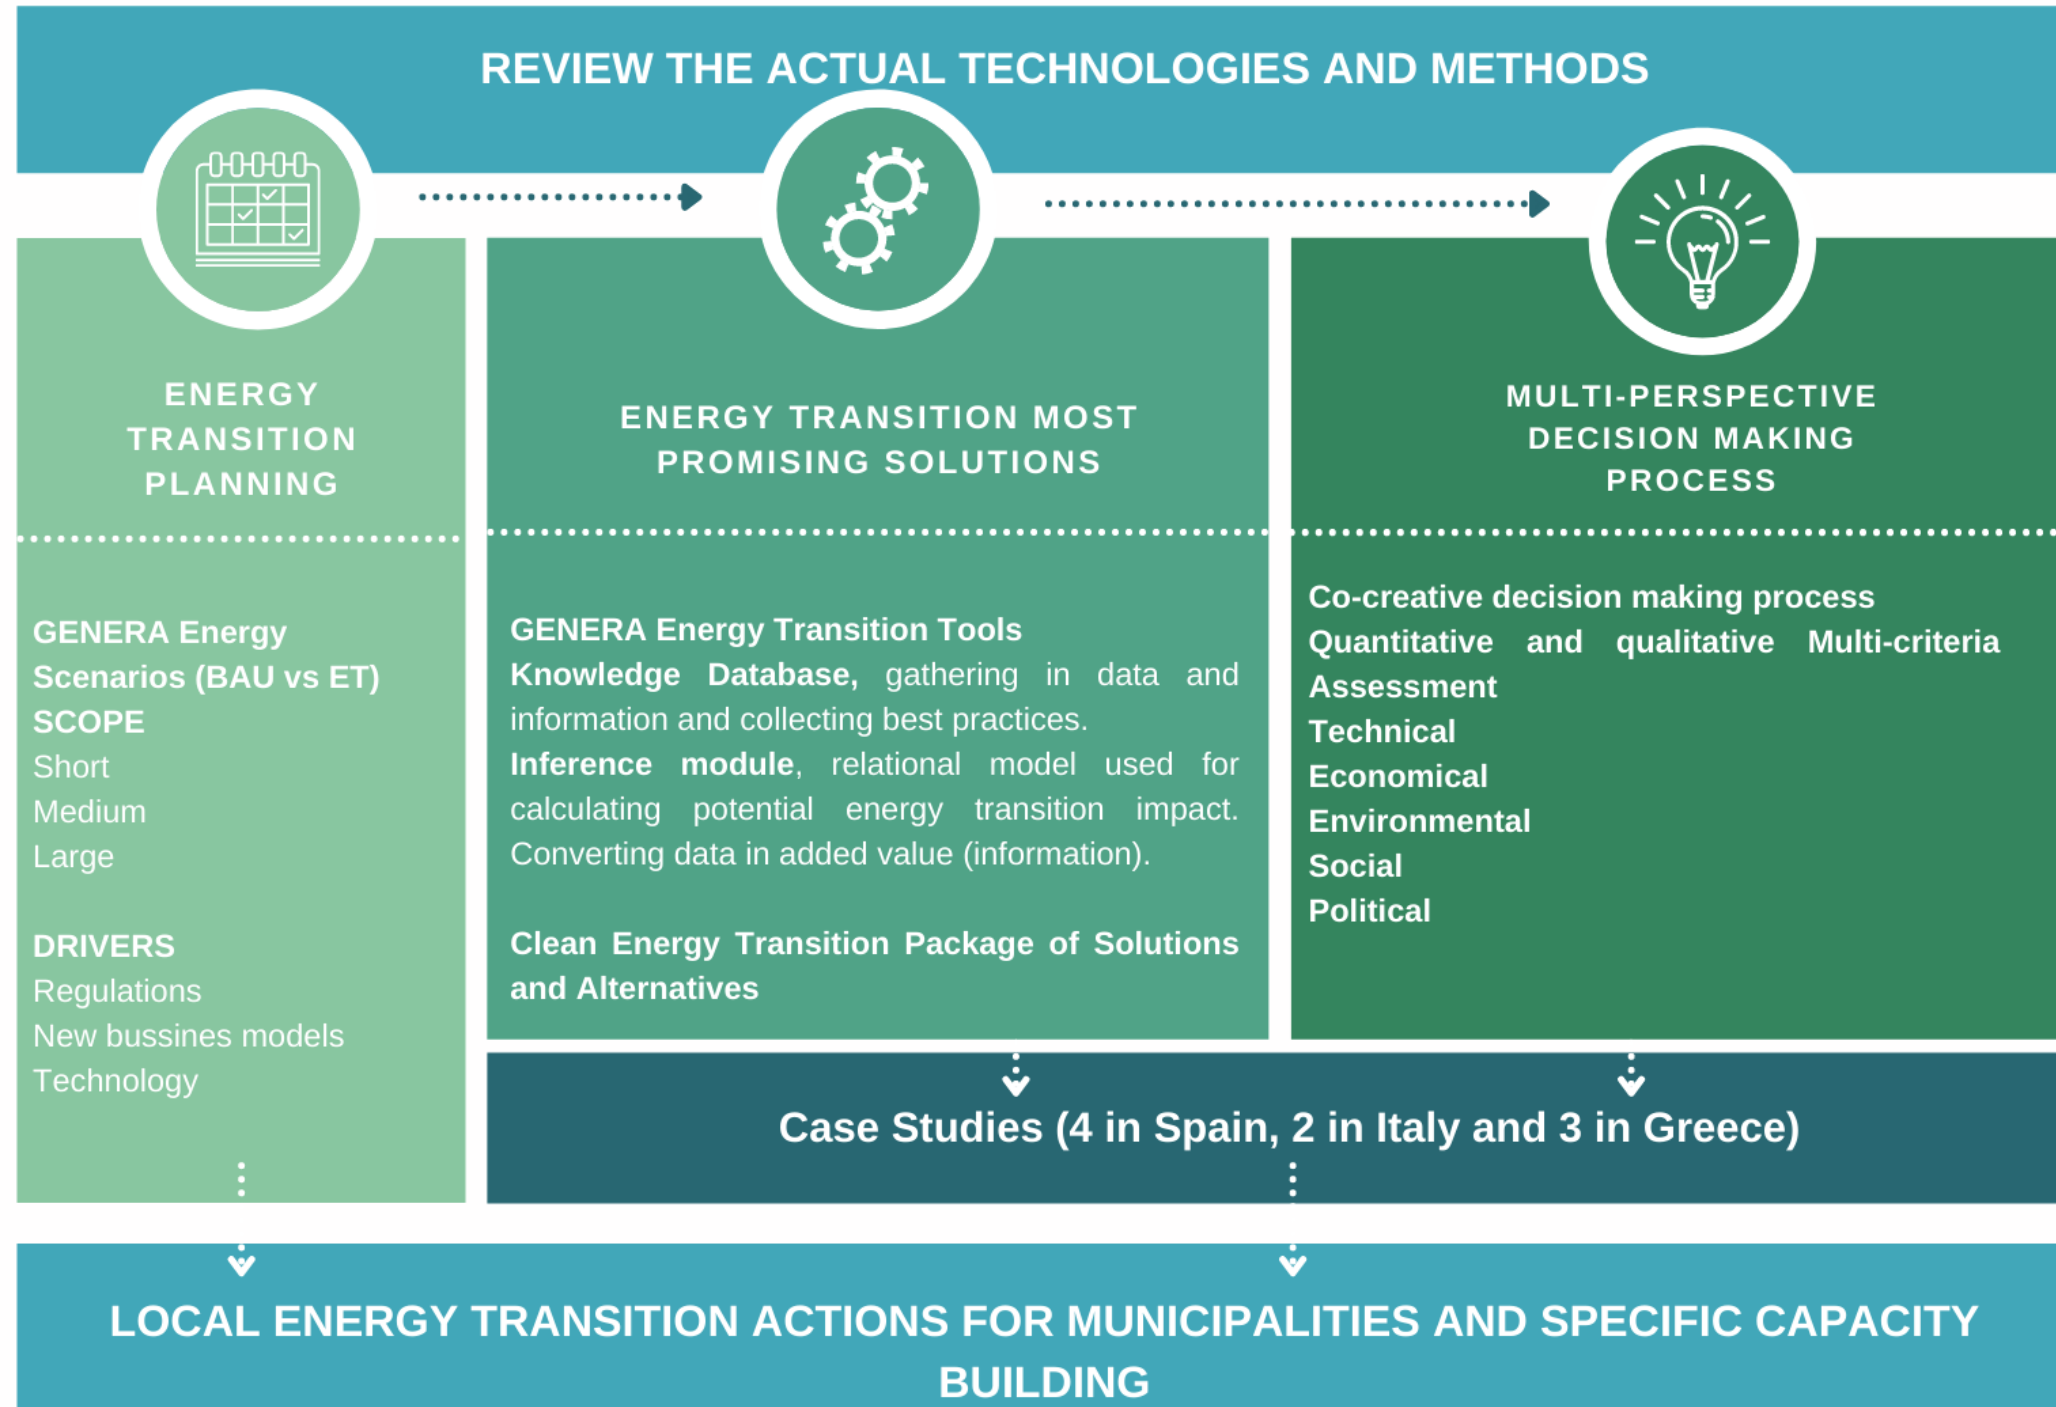 REVIEW THE ACTUAL TECHNOLOGIES AND METHODS
ENERGY
TRANSITION
PLANNING
GENERA Energy
Scenarios (BAU vs ET)
SCOPE
Short
Medium
Large
DRIVERS
Regulations
New bussines models
Technology
ENERGY TRANSITION MOST
PROMISING SOLUTIONS
GENERA Energy Transition Tools
Knowledge Database, gathering in data and
information and collecting best practices.
Inference module, relational model used for
calculating potential energy transition impact.
Converting data in added value (information).
Clean Energy Transition Package of Solutions
and Alternatives
MULTI-PERSPECTIVE
DECISION MAKING
PROCESS
Co-creative decision making process
Quantitative and qualitative Multi-criteria
Assessment
Technical
Economical
Environmental
Social
Political
Case Studies (4 in Spain, 2 in Italy and 3 in Greece)
LOCAL ENERGY TRANSITION ACTIONS FOR MUNICIPALITIES AND SPECIFIC CAPACITY
BUILDING